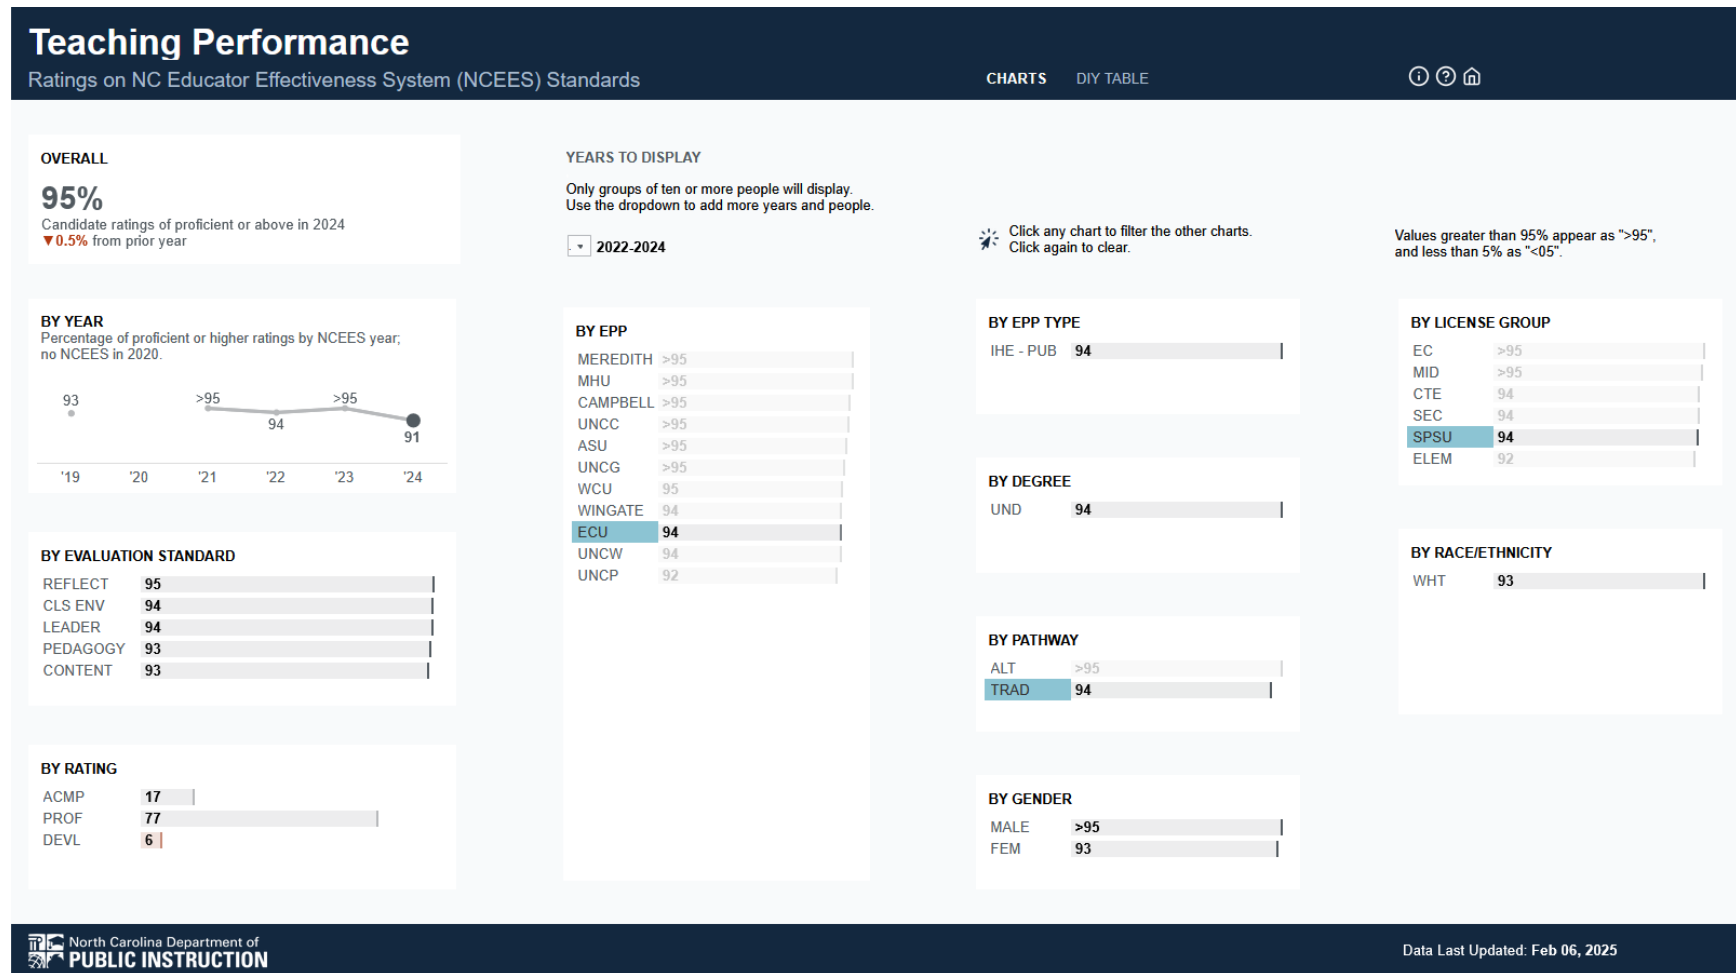 Teaching Performance
Ratings on NC Educator Effectiveness System (NCEES) Standards
CHARTS
DIY TABLE
OVERALL
95%
Candidate ratings of proficient or above in 2024
▼0.5% from prior year
YEARS TO DISPLAY
Only groups of ten or more people will display.
Use the dropdown to add more years and people.
2022-2024
Click any chart to filter the other charts.
Click again to clear.
Values greater than 95% appear as ">95",
and less than 5% as "<05".
BY YEAR
Percentage of proficient or higher ratings by NCEES year;
no NCEES in 2020.
93
>95
94
>95
91
'19 '20 '21 '22 '23 '24
BY EVALUATION STANDARD
REFLECT 95
CLS ENV 94
LEADER 94
PEDAGOGY 93
CONTENT 93
BY RATING
ACMP 17
PROF 77
DEVL 6
BY EPP
MEREDITH >95
MHU >95
CAMPBELL >95
UNCC >95
ASU >95
UNCG >95
WCU 95
WINGATE 94
ECU 94
UNCW 94
UNCP 92
BY EPP TYPE
IHE - PUB 94
BY DEGREE
UND 94
BY PATHWAY
ALT >95
TRAD 94
BY GENDER
MALE >95
FEM 93
BY LICENSE GROUP
EC >95
MID >95
CTE 94
SEC 94
SPSU 94
ELEM 92
BY RACE/ETHNICITY
WHT 93
North Carolina Department of
PUBLIC INSTRUCTION
Data Last Updated: Feb 06, 2025